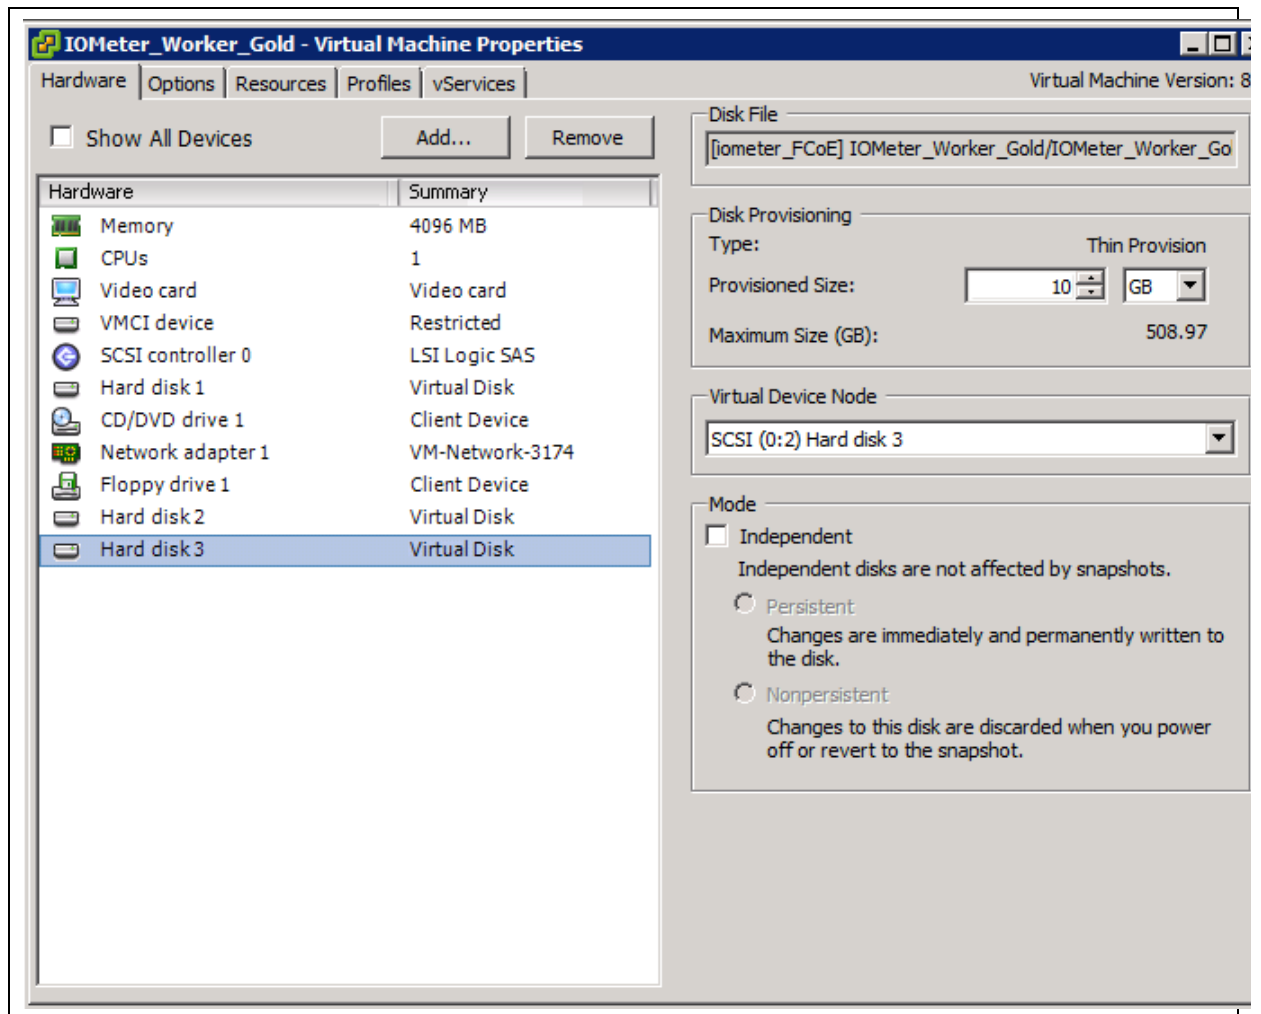 IOMeter_Worker_Gold - Virtual Machine Properties
Hardware Options Resources Profiles vServices Virtual Machine Version: 8
Show All Devices Add... Remove
Hardware Summary
Memory 4096 MB
CPUs 1
Video card Video card
VMCI device Restricted
SCSI controller 0 LSI Logic SAS
Hard disk 1 Virtual Disk
CD/DVD drive 1 Client Device
Network adapter 1 VM-Network-3174
Floppy drive 1 Client Device
Hard disk 2 Virtual Disk
Hard disk 3 Virtual Disk
Disk File
[iometer_FCoE] IOMeter_Worker_Gold/IOMeter_Worker_Go
Disk Provisioning
Type: Thin Provision
Provisioned Size: 10 GB
Maximum Size (GB): 508.97
Virtual Device Node
SCSI (0:2) Hard disk 3
Mode
Independent
Independent disks are not affected by snapshots.
Persistent
Changes are immediately and permanently written to
the disk.
Nonpersistent
Changes to this disk are discarded when you power
off or revert to the snapshot.